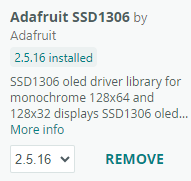 Adafruit SSD1306 by
Adafruit
2.5.16 installed
SSD1306 oled driver library for
monochrome 128x64 and
128x32 displays SSD1306 oled...
More info
2.5.16
REMOVE